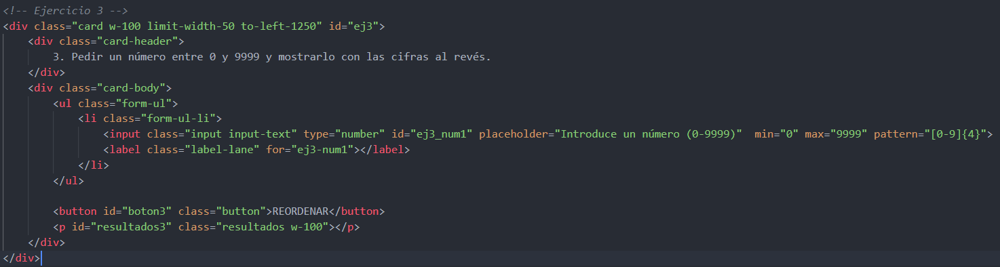 <!-- Ejercicio 3 -->
<div class="card w-100 limit-width-50 to-left-1250" id="ej3">
    <div class="card-header">
        3. Pedir un número entre 0 y 9999 y mostrarlo con las cifras al revés.
    </div>
    <div class="card-body">
        <ul class="form-ul">
            <li class="form-ul-li">
                <input class="input input-text" type="number" id="ej3_num1" placeholder="Introduce un número (0-9999)"  min="0" max="9999" pattern="[0-9]{4}">
                <label class="label-lane" for="ej3-num1"></label>
            </li>
        </ul>

        <button id="boton3" class="button">REORDENAR</button>
        <p id="resultados3" class="resultados w-100"></p>
    </div>
</div>